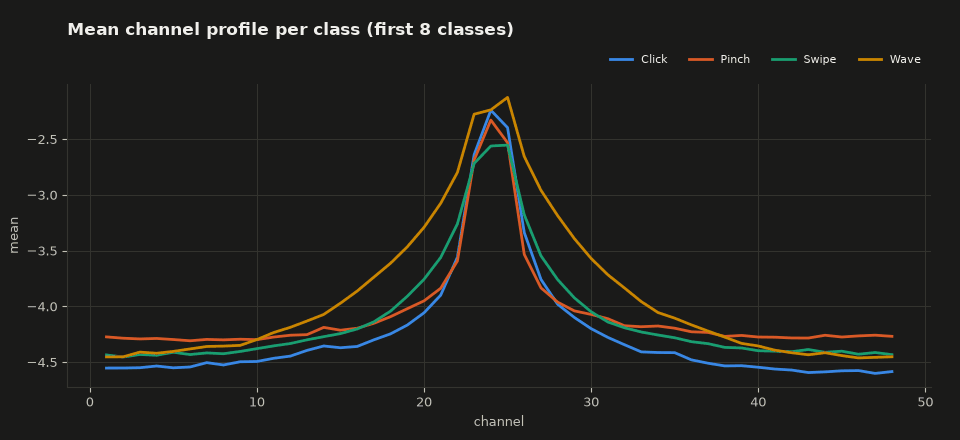 Mean channel profile per class (first 8 classes)
Click Pinch Swipe Wave
−2.5
−3.0
−3.5
−4.0
−4.5
mean
0 10 20 30 40 50
channel